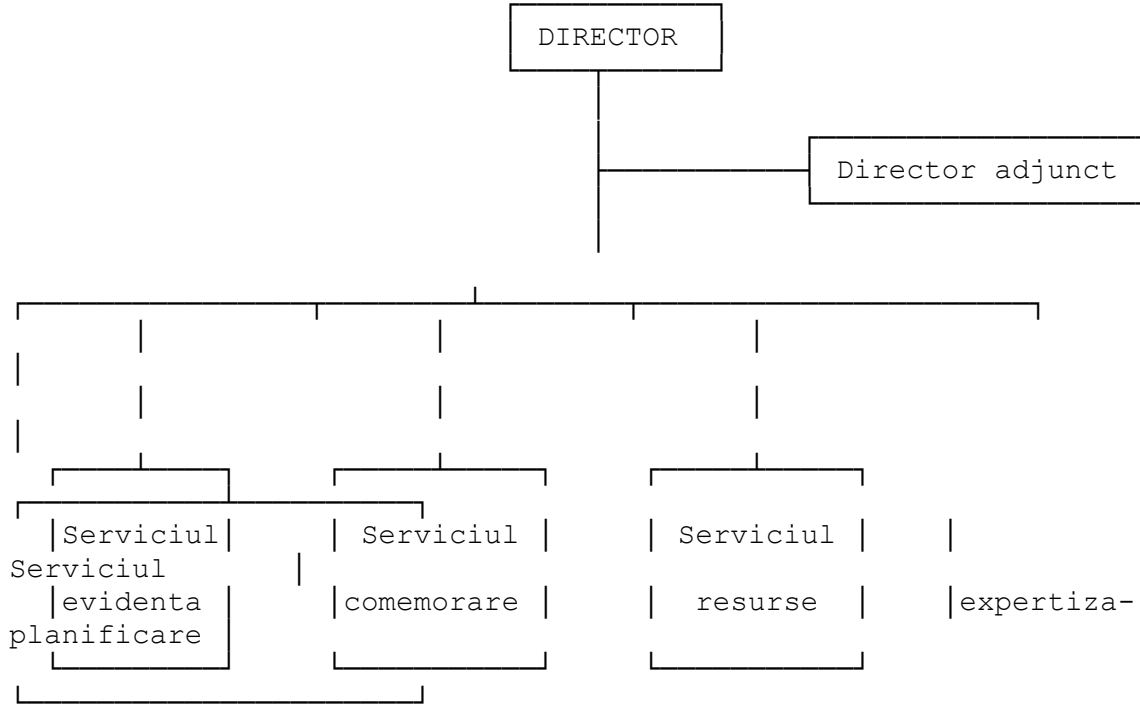 DIRECTOR
Director adjunct
Serviciul Serviciul Serviciul
Serviciul
evidenta comemorare resurse expertiza-
planificare